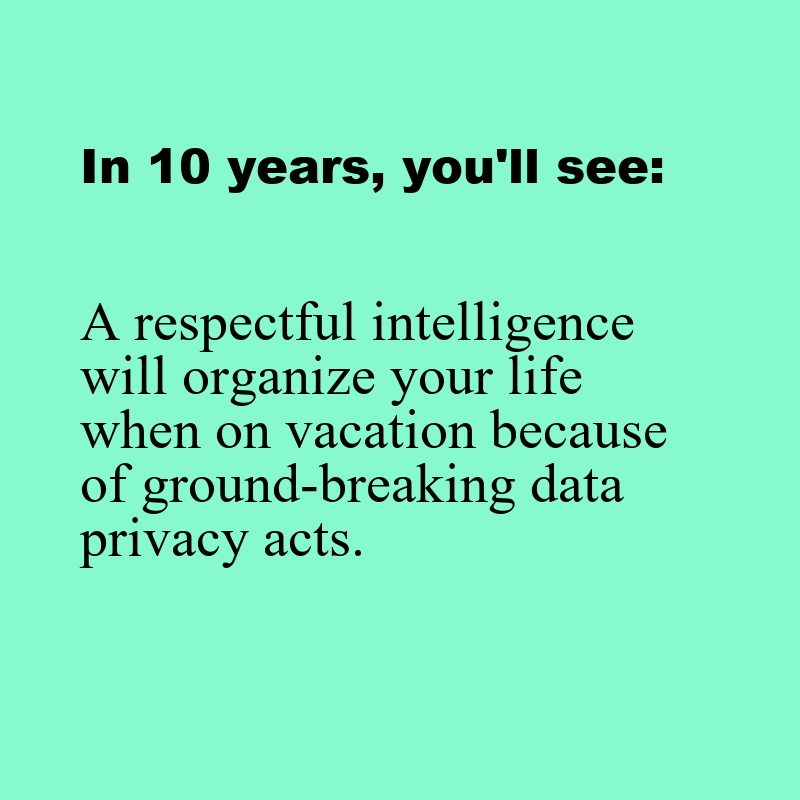 In 10 years, you'll see:
A respectful intelligence
will organize your life
when on vacation because
of ground-breaking data
privacy acts.